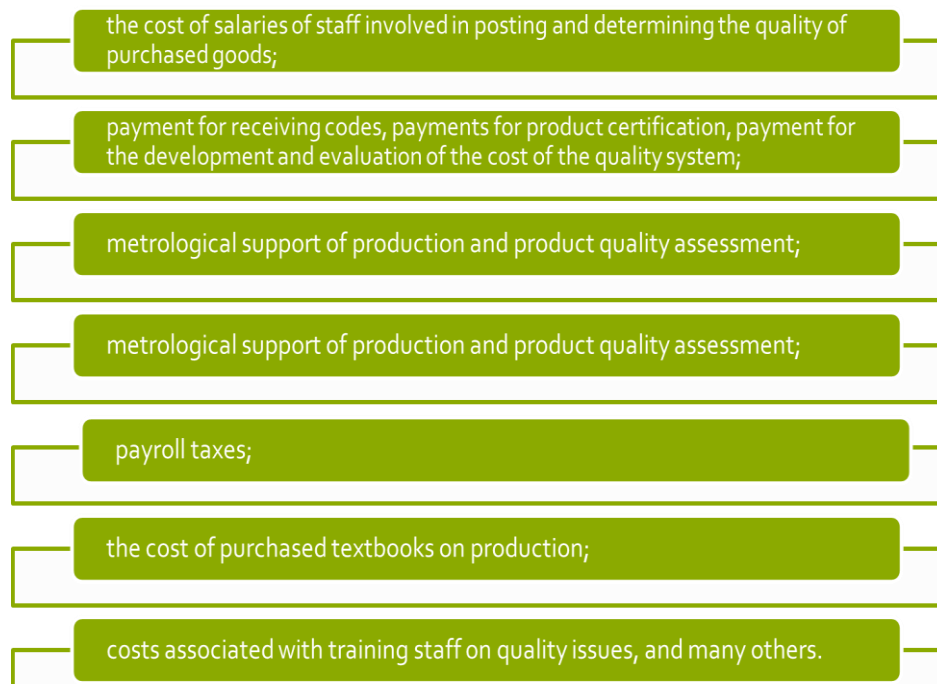 the cost of salaries of staff involved in posting and determining the quality of
purchased goods;
payment for receiving codes, payments for product certification, payment for
the development and evaluation of the cost of the quality system;
metrological support of production and product quality assessment;
metrological support of production and product quality assessment;
payroll taxes;
the cost of purchased textbooks on production;
costs associated with training staff on quality issues, and many others.